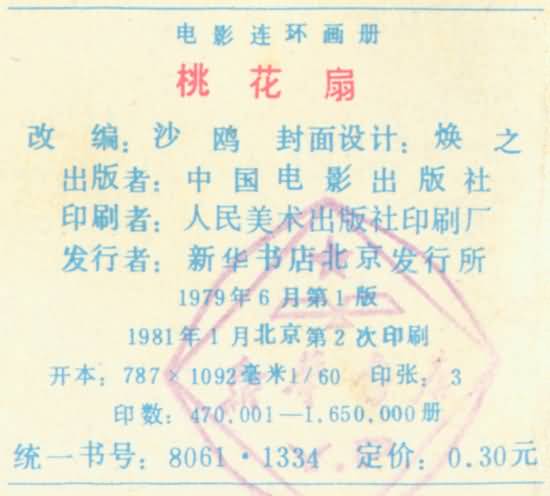 电影连环画册
桃花扇
改编：沙鸥 封面设计：焕之
出版者：中国电影出版社
印刷者：人民美术出版社印刷厂
发行者：新华书店北京发行所
1979年6月第1版
1981年1月北京第2次印刷
开本：787×1092毫米1/60 印张：3
印数：470,001—1,650,000册
统一书号：8061·1334 定价：0.30元